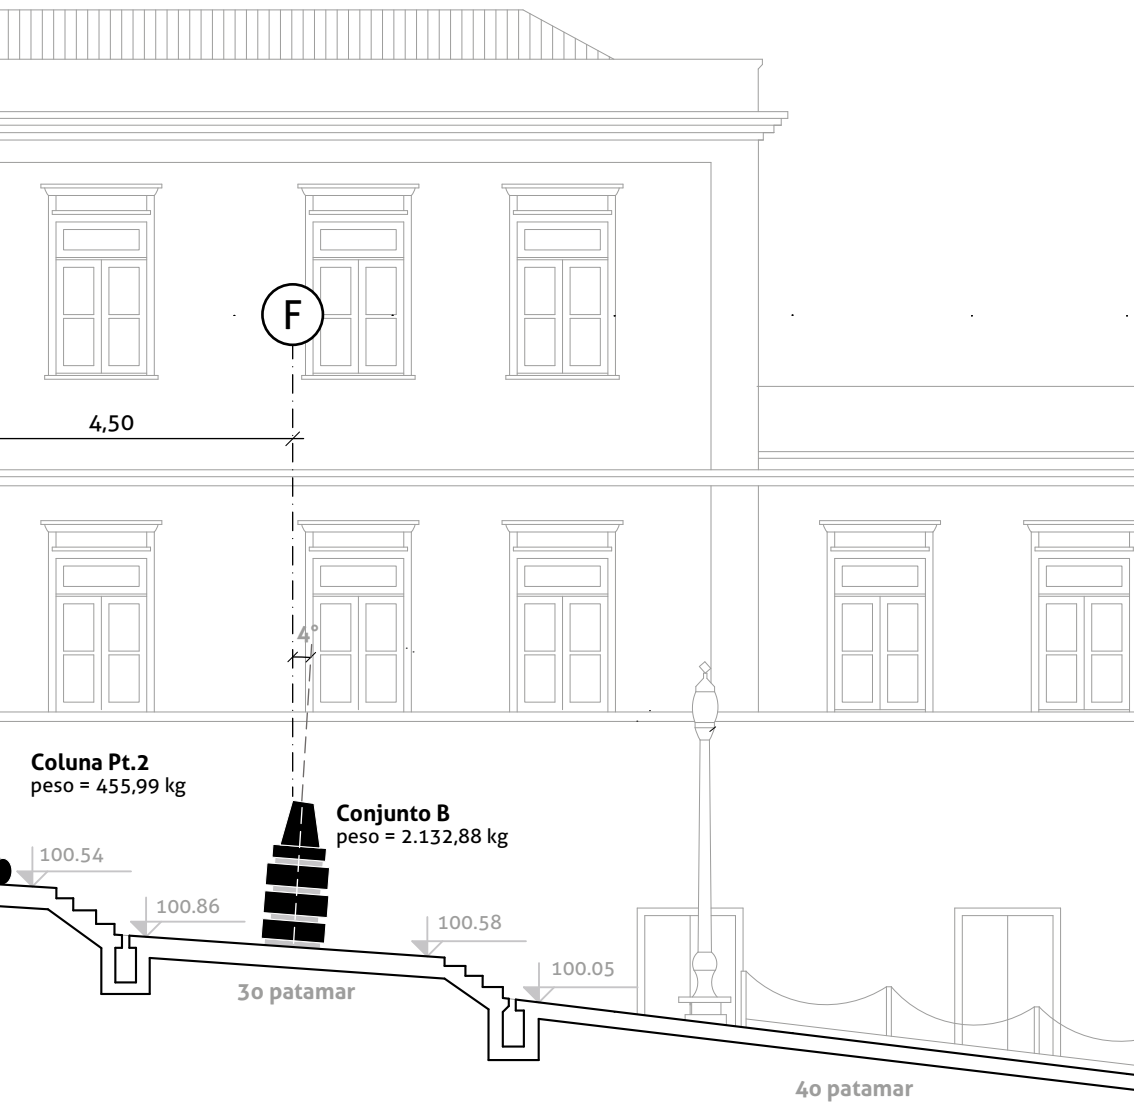 F
4,50
4°
Coluna Pt.2
peso = 455,99 kg
Conjunto B
peso = 2.132,88 kg
100.54
100.86
100.58
100.05
3o patamar
4o patamar